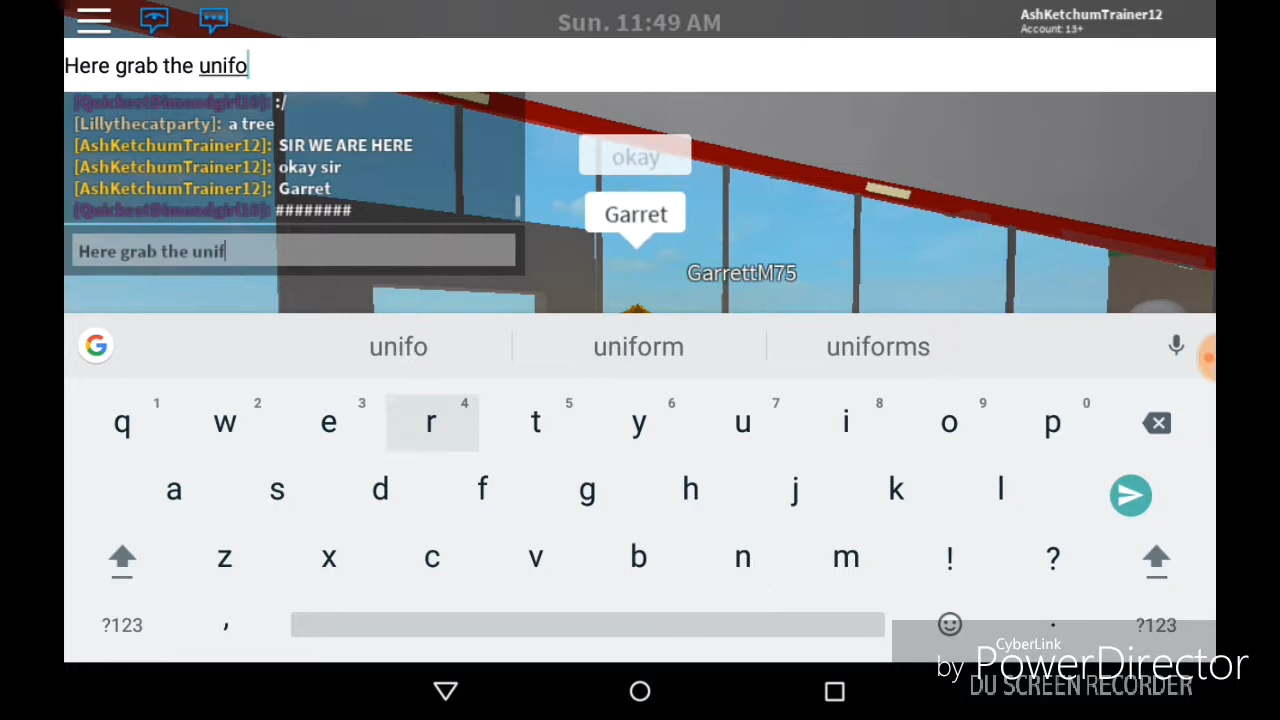 Sun. 11:49 AM
AshKetchumTrainer12
Account: 13+
Here grab the unifo
:/
[Lillythecatparty]: a tree
[AshKetchumTrainer12]: SIR WE ARE HERE
[AshKetchumTrainer12]: okay sir
[AshKetchumTrainer12]: Garret
########
Here grab the unif
okay
Garret
GarrettM75
G unifo uniform uniforms
q 1 w 2 e 3 r 4 t 5 y 6 u 7 i 8 o 9 p 0
a s d f g h j k l
z x c v b n m ! ?
?123 , . ?123
CyberLink
by PowerDirector
DU SCREEN RECORDER